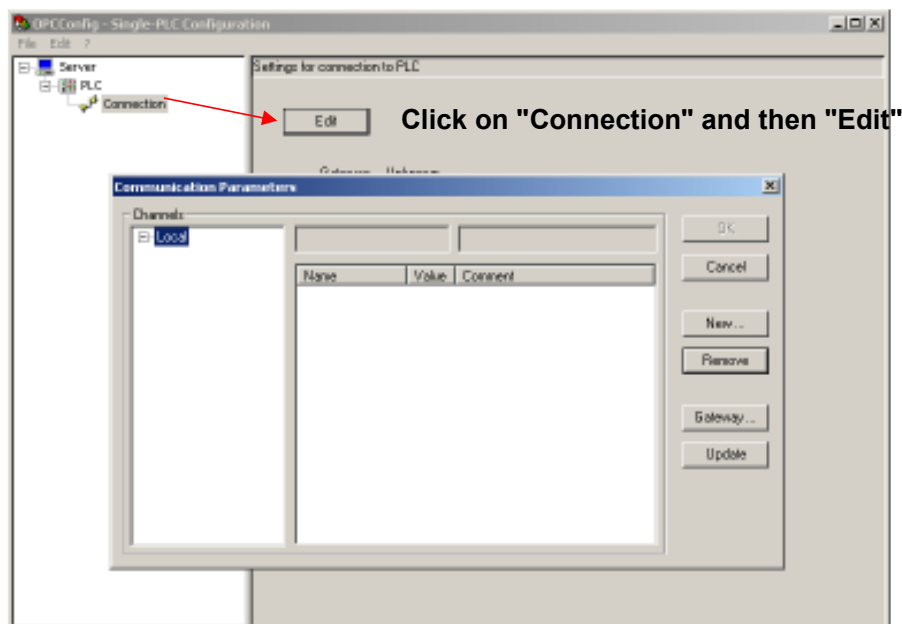 OPCConfig - Single-PLC Configuration
File Edit ?
Server
PLC
Connection
Settings for connection to PLC
Edit
Click on "Connection" and then "Edit"
Communication Parameters
Channels
Local
Name Value Comment
OK
Cancel
New...
Remove
Gateway...
Update